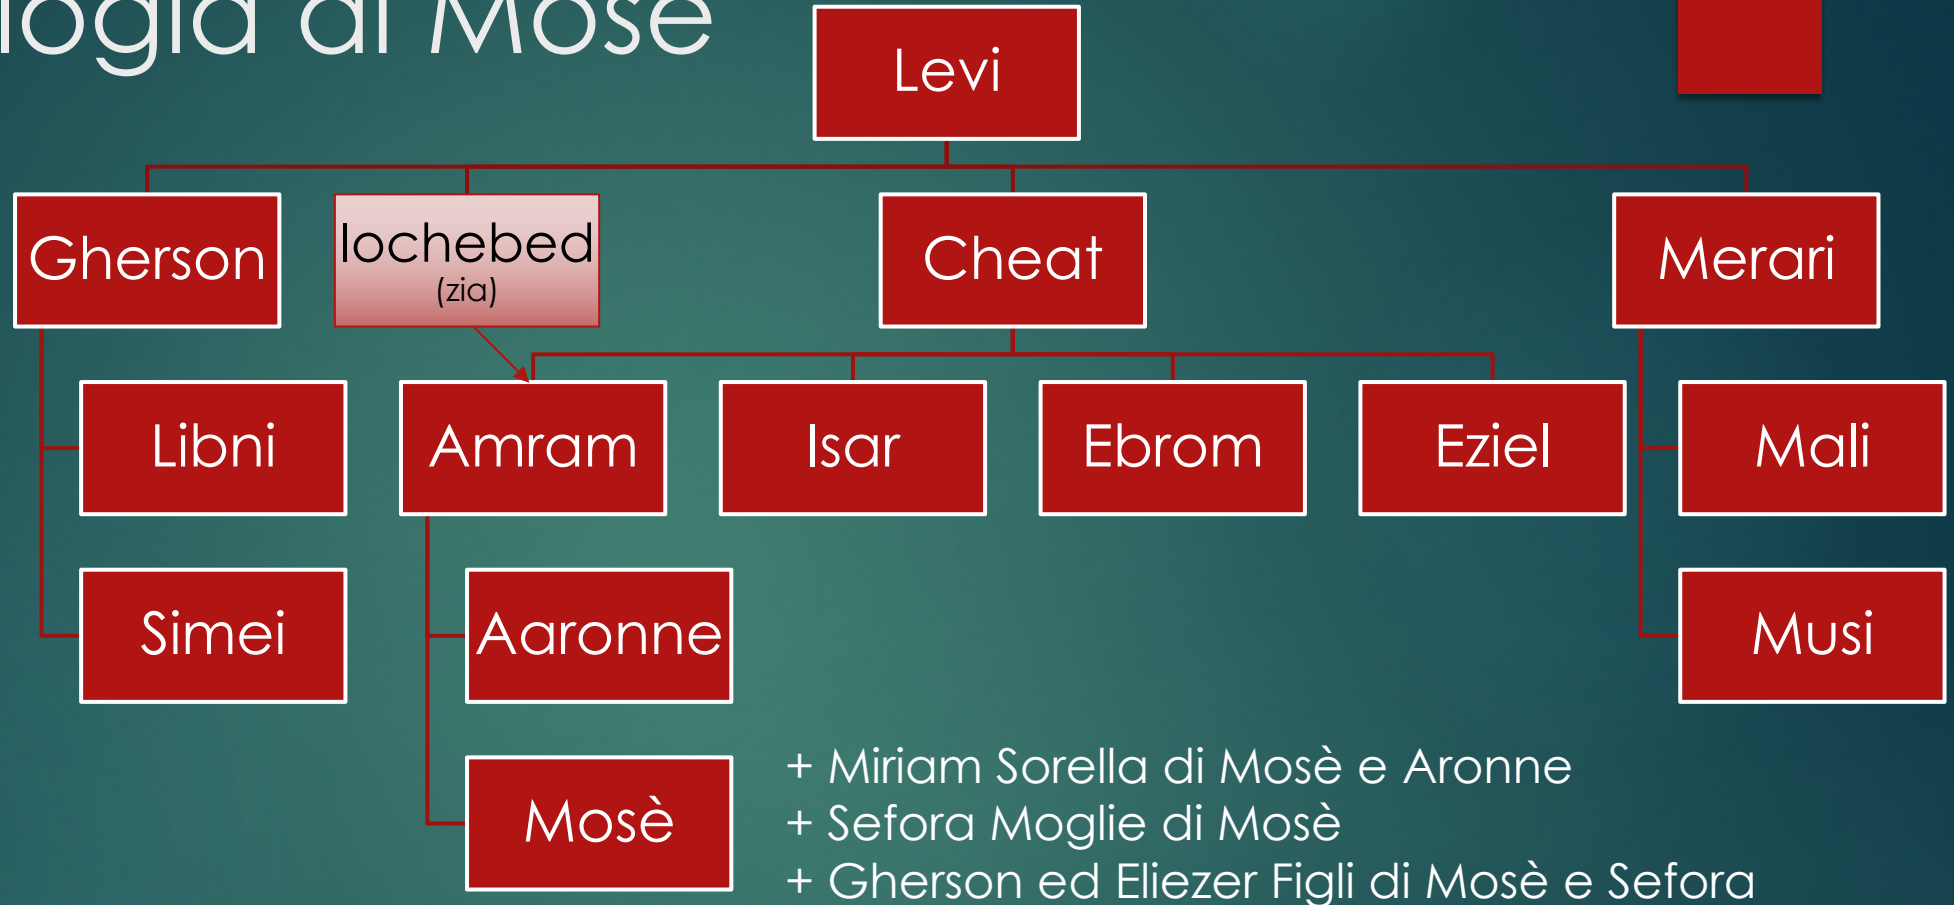 logia di Mosè
Levi
Gherson
Iochebed
(zia)
Cheat
Merari
Libni
Amram
Isar
Ebrom
Eziel
Mali
Simei
Aaronne
Musi
Mosè
+ Miriam Sorella di Mosè e Aronne
+ Sefora Moglie di Mosè
+ Gherson ed Eliezer Figli di Mosè e Sefora